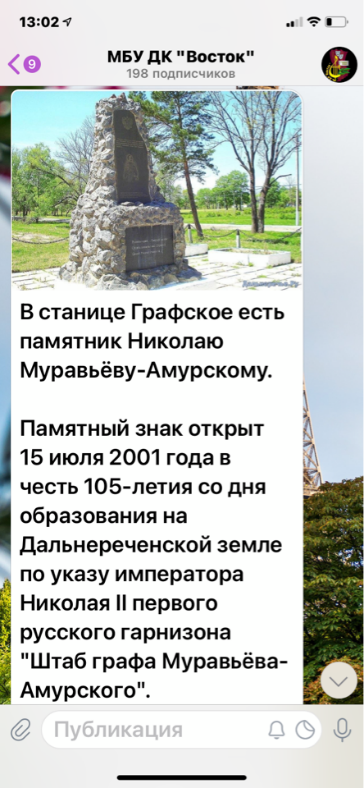 13:02
9
МБУ ДК "Восток"
198 подписчиков
В станице Графское есть
памятник Николаю
Муравьёву-Амурскому.
Памятный знак открыт
15 июля 2001 года в
честь 105-летия со дня
образования на
Дальнереченской земле
по указу императора
Николая II первого
русского гарнизона
"Штаб графа Муравьёва-
Амурского".
Публикация